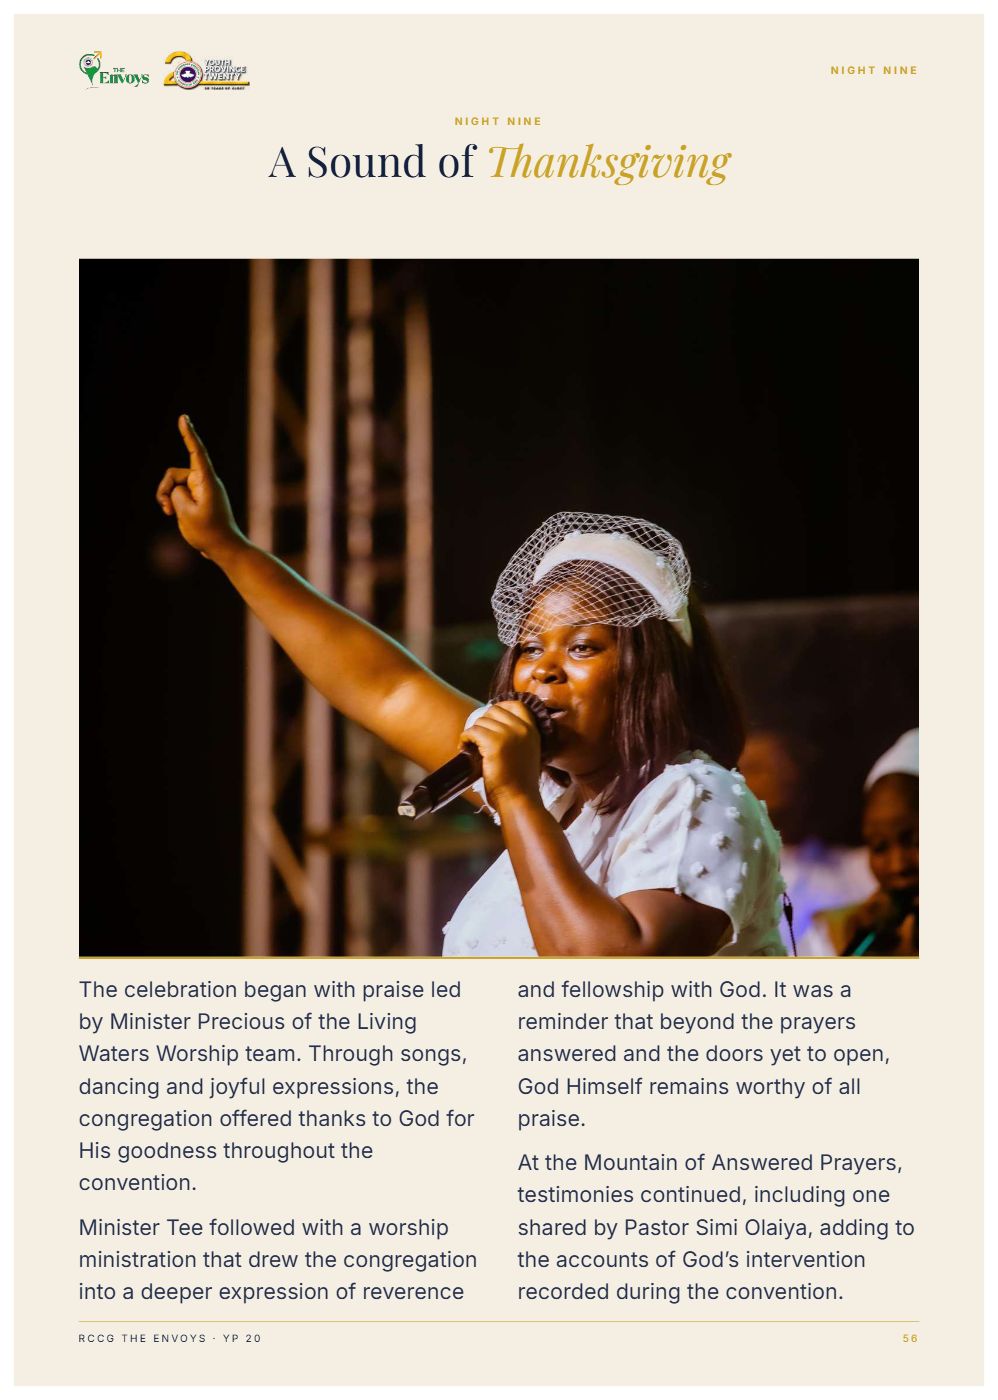 THE
Envoys
YOUTH
PROVINCE
TWENTY
NIGHT NINE
NIGHT NINE
A Sound of Thanksgiving
The celebration began with praise led
by Minister Precious of the Living
Waters Worship team. Through songs,
dancing and joyful expressions, the
congregation offered thanks to God for
His goodness throughout the
convention.
Minister Tee followed with a worship
ministration that drew the congregation
into a deeper expression of reverence
and fellowship with God. It was a
reminder that beyond the prayers
answered and the doors yet to open,
God Himself remains worthy of all
praise.
At the Mountain of Answered Prayers,
testimonies continued, including one
shared by Pastor Simi Olaiya, adding to
the accounts of God’s intervention
recorded during the convention.
RCCG THE ENVOYS · YP 20
56